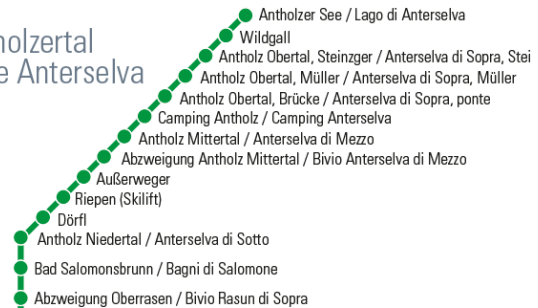 holzertal
e Anterselva
Antholzer See / Lago di Anterselva
Wildgall
Antholz Obertal, Steinzger / Anterselva di Sopra, Stei
Antholz Obertal, Müller / Anterselva di Sopra, Müller
Antholz Obertal, Brücke / Anterselva di Sopra, ponte
Camping Antholz / Camping Anterselva
Antholz Mittertal / Anterselva di Mezzo
Abzweigung Antholz Mittertal / Bivio Anterselva di Mezzo
Außerweger
Riepen (Skilift)
Dörfl
Antholz Niedertal / Anterselva di Sotto
Bad Salomonsbrunn / Bagni di Salomone
Abzweigung Oberrasen / Bivio Rasun di Sopra